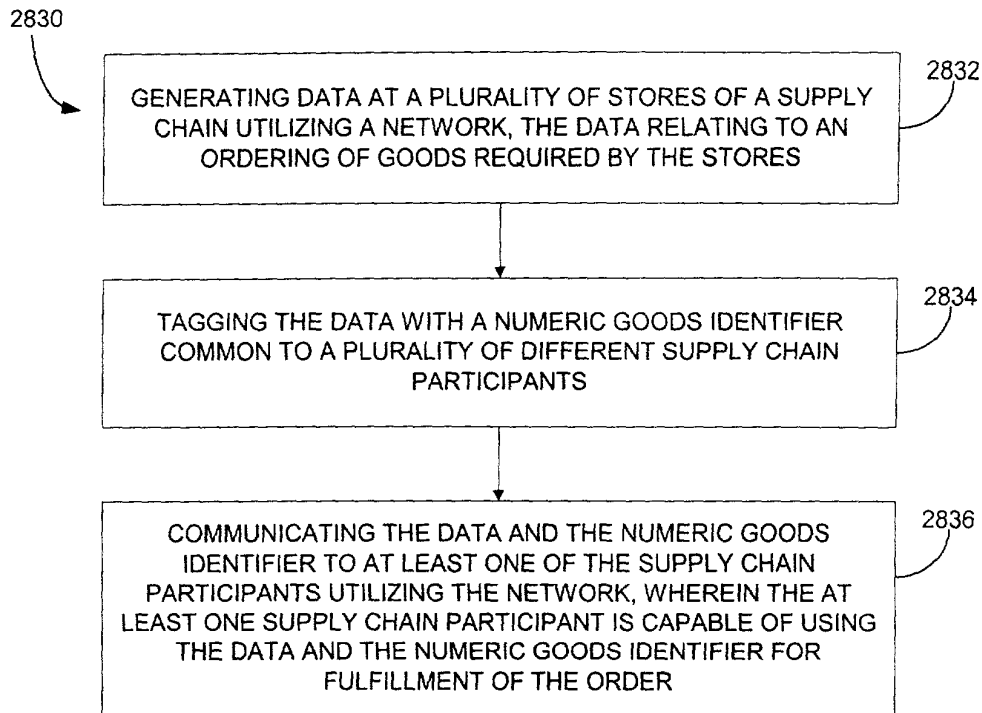 2830
2832
GENERATING DATA AT A PLURALITY OF STORES OF A SUPPLY
CHAIN UTILIZING A NETWORK, THE DATA RELATING TO AN
ORDERING OF GOODS REQUIRED BY THE STORES
2834
TAGGING THE DATA WITH A NUMERIC GOODS IDENTIFIER
COMMON TO A PLURALITY OF DIFFERENT SUPPLY CHAIN
PARTICIPANTS
2836
COMMUNICATING THE DATA AND THE NUMERIC GOODS
IDENTIFIER TO AT LEAST ONE OF THE SUPPLY CHAIN
PARTICIPANTS UTILIZING THE NETWORK, WHEREIN THE AT
LEAST ONE SUPPLY CHAIN PARTICIPANT IS CAPABLE OF USING
THE DATA AND THE NUMERIC GOODS IDENTIFIER FOR
FULFILLMENT OF THE ORDER